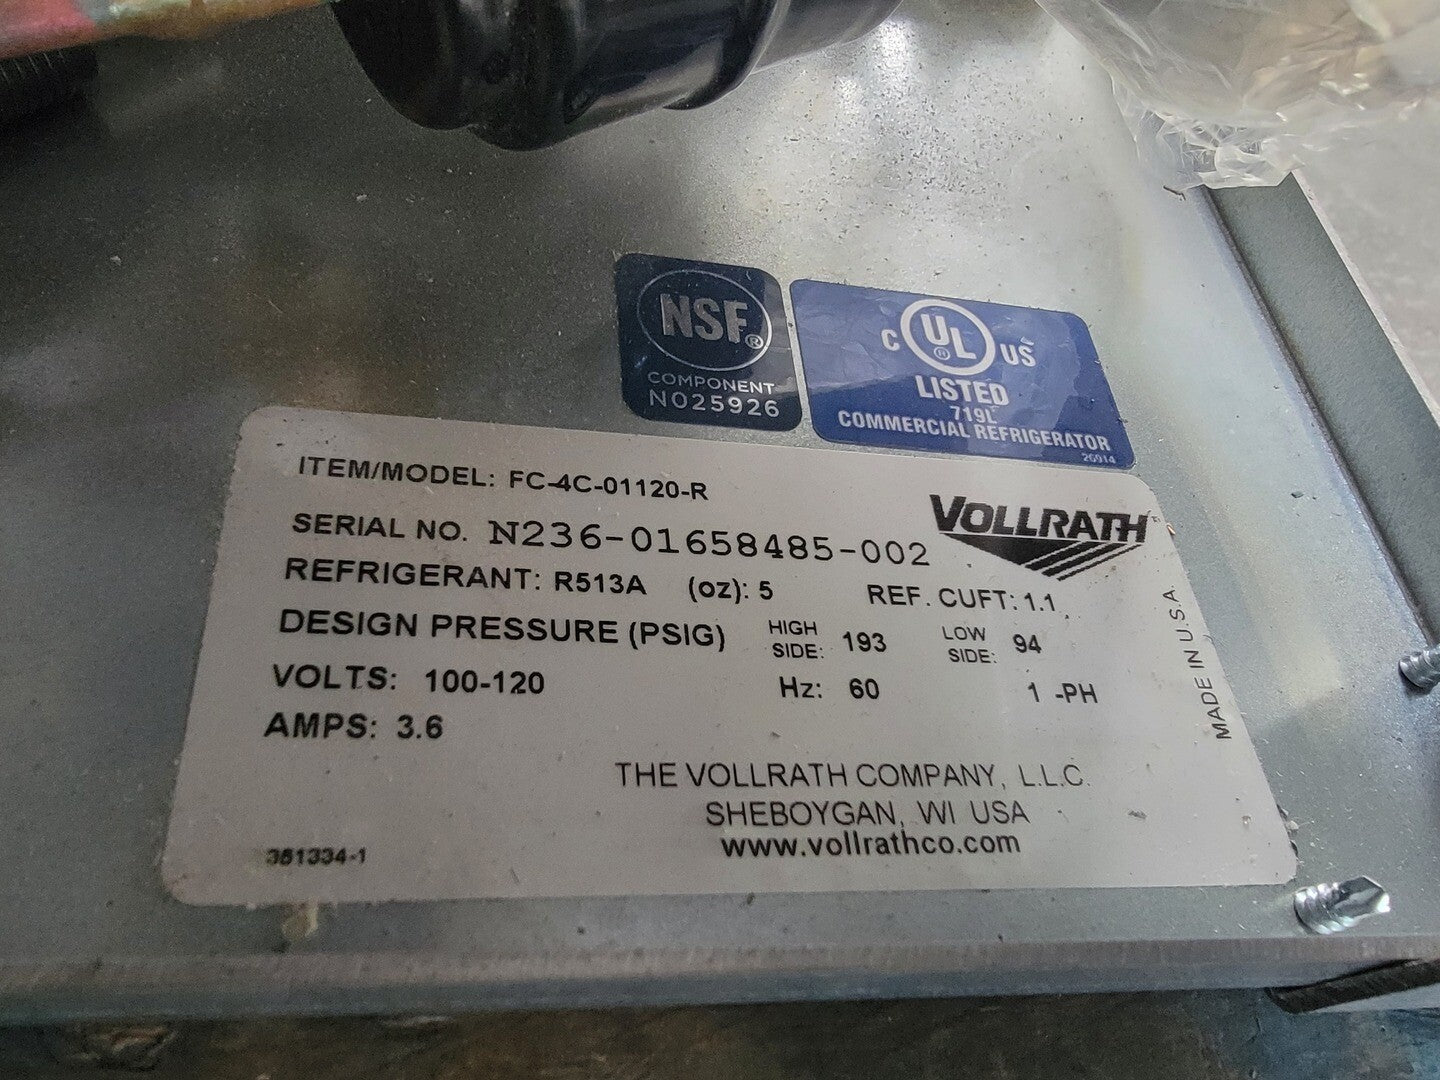 NSF®
COMPONENT
N025926
C UL® US
LISTED
719L
COMMERCIAL REFRIGERATOR
26914
ITEM/MODEL: FC-4C-01120-R
VOLLRATH™
SERIAL NO. N236-01658485-002
REFRIGERANT: R513A (oz): 5 REF. CUFT: 1.1
DESIGN PRESSURE (PSIG) HIGH SIDE: 193 LOW SIDE: 94
VOLTS: 100-120 Hz: 60 1 -PH
AMPS: 3.6
MADE IN U.S.A.
THE VOLLRATH COMPANY, L.L.C.
SHEBOYGAN, WI USA
www.vollrathco.com
351334-1